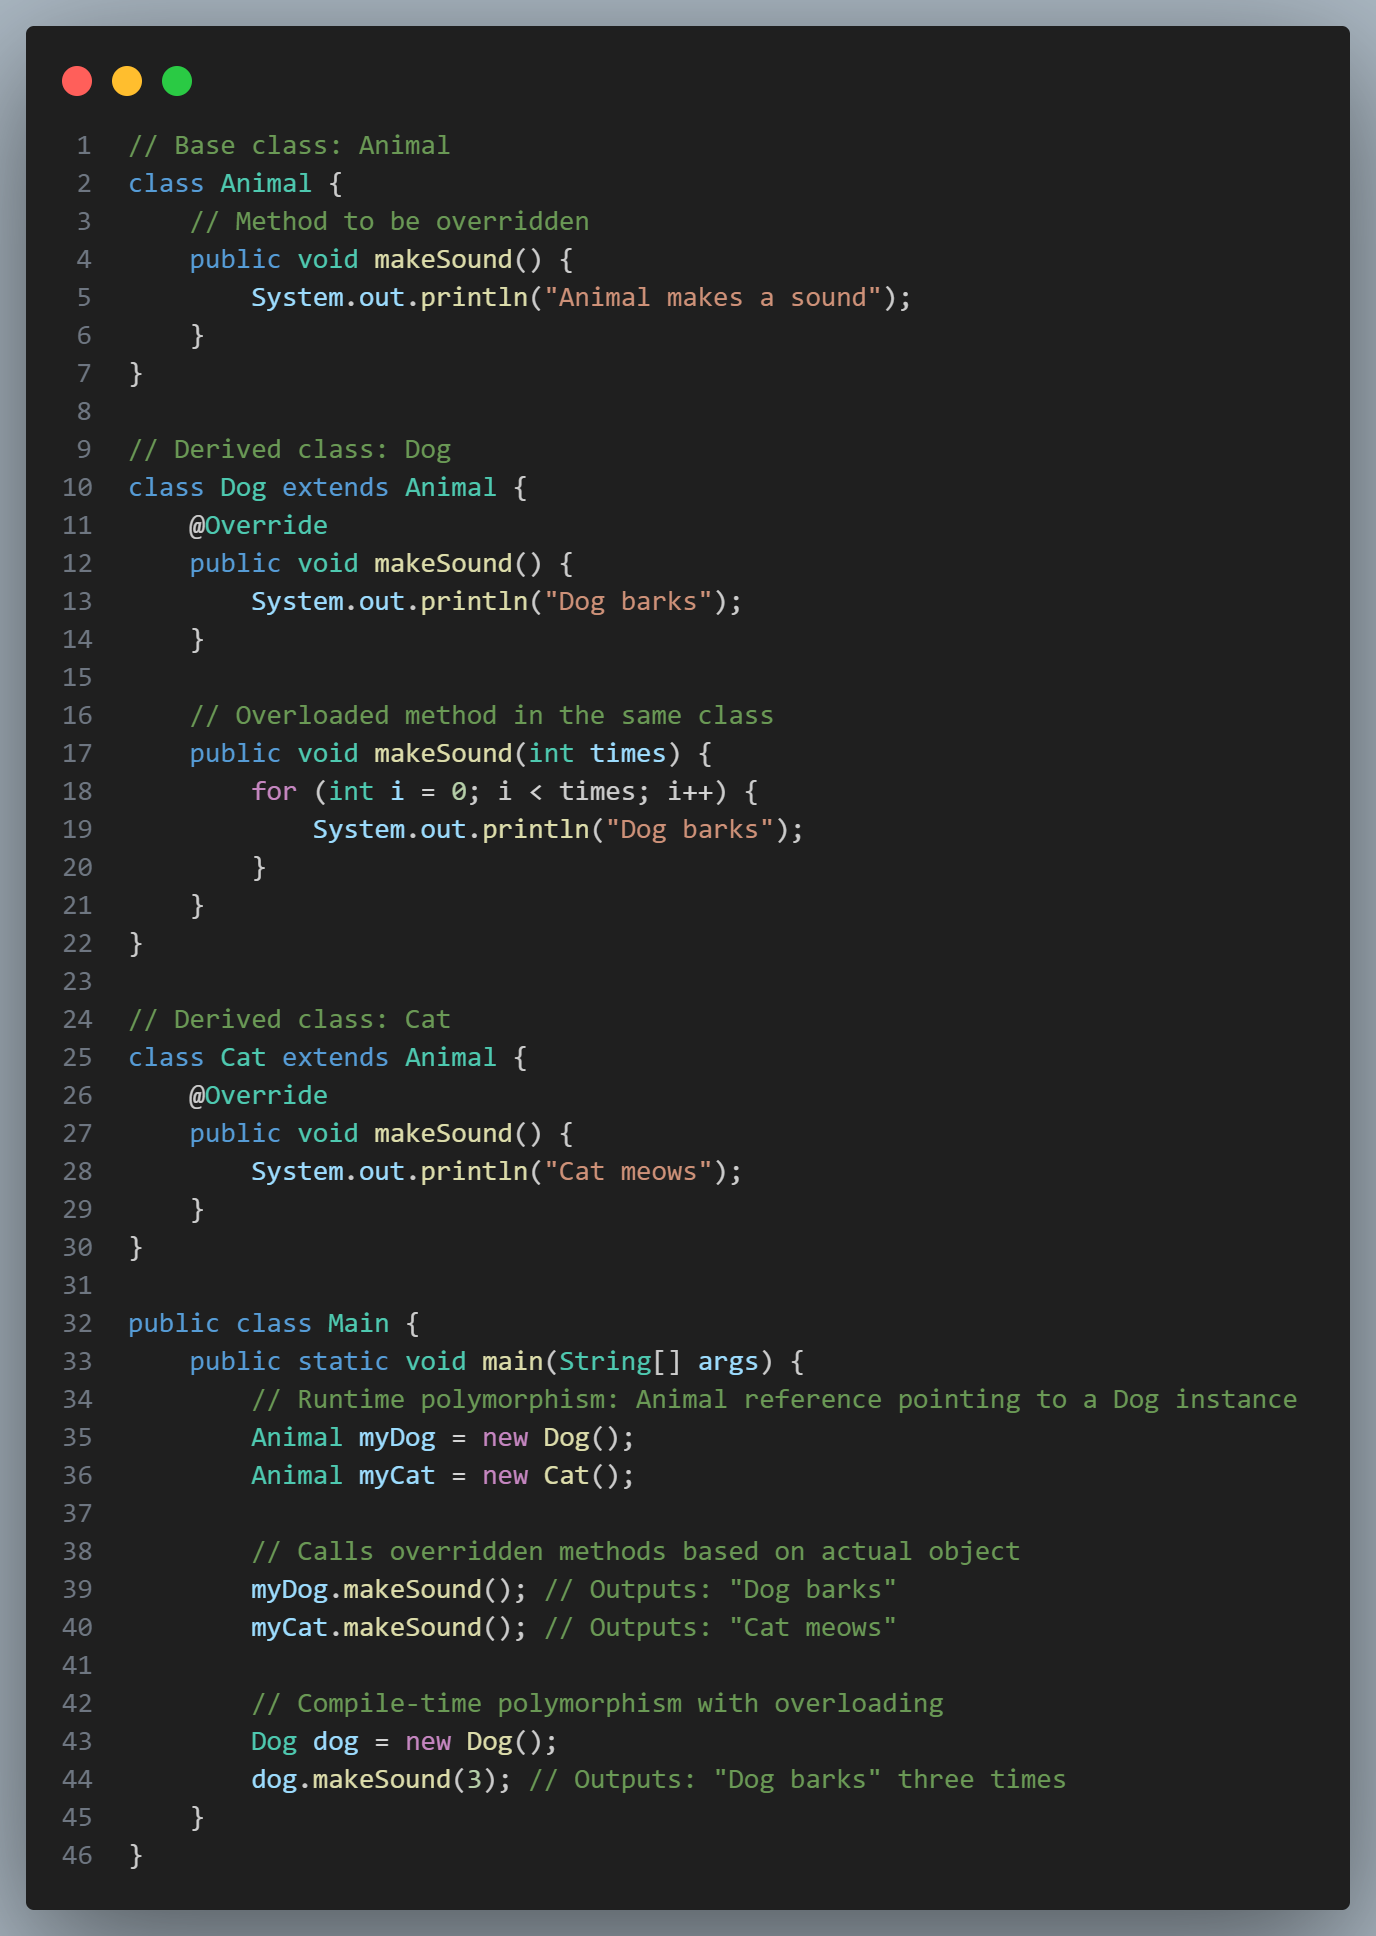 1 // Base class: Animal
2 class Animal {
3     // Method to be overridden
4     public void makeSound() {
5         System.out.println("Animal makes a sound");
6     }
7 }
8
9 // Derived class: Dog
10 class Dog extends Animal {
11     @Override
12     public void makeSound() {
13         System.out.println("Dog barks");
14     }
15
16     // Overloaded method in the same class
17     public void makeSound(int times) {
18         for (int i = 0; i < times; i++) {
19             System.out.println("Dog barks");
20         }
21     }
22 }
23
24 // Derived class: Cat
25 class Cat extends Animal {
26     @Override
27     public void makeSound() {
28         System.out.println("Cat meows");
29     }
30 }
31
32 public class Main {
33     public static void main(String[] args) {
34         // Runtime polymorphism: Animal reference pointing to a Dog instance
35         Animal myDog = new Dog();
36         Animal myCat = new Cat();
37
38         // Calls overridden methods based on actual object
39         myDog.makeSound(); // Outputs: "Dog barks"
40         myCat.makeSound(); // Outputs: "Cat meows"
41
42         // Compile-time polymorphism with overloading
43         Dog dog = new Dog();
44         dog.makeSound(3); // Outputs: "Dog barks" three times
45     }
46 }